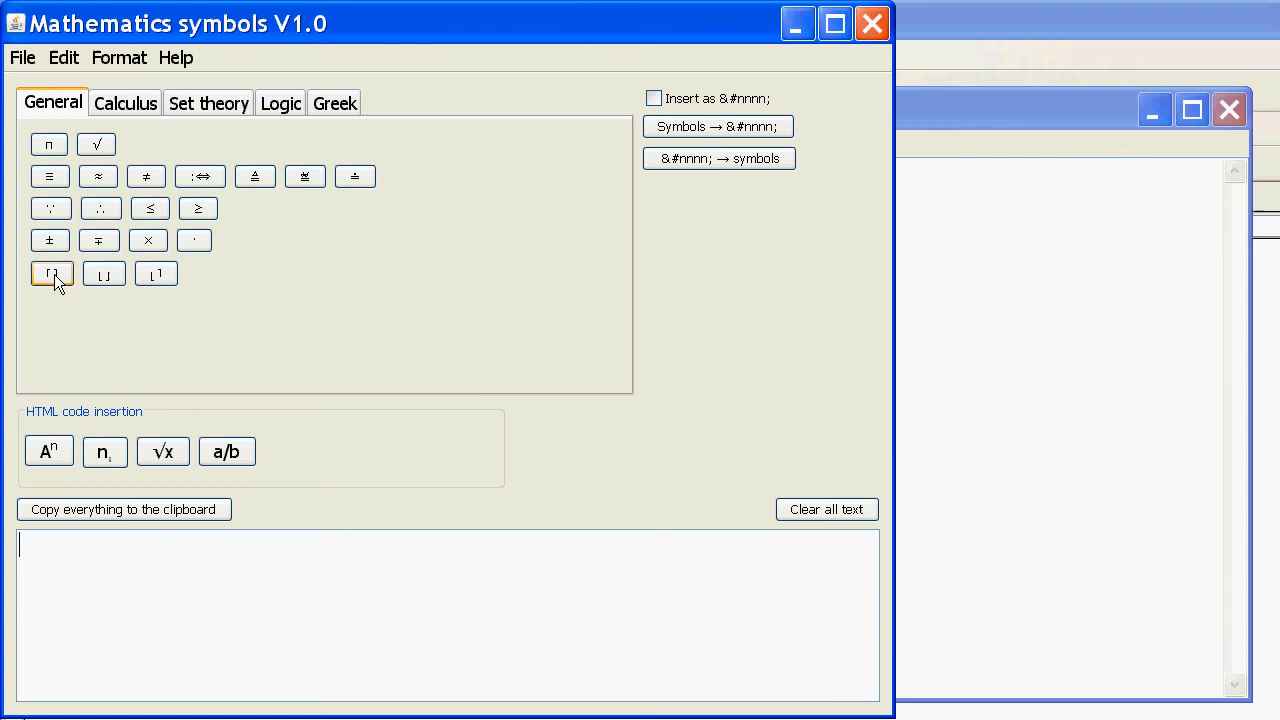 Mathematics symbols V1.0
File Edit Format Help
General Calculus Set theory Logic Greek
Insert as &#nnnn;
Symbols → &#nnnn;
&#nnnn; → symbols
π √
≡ ≈ ≠ :⇔ ≙ ≚ ≐
∵ ∴ ≤ ≥
± ∓ × ·
⌈⌉ ⌊⌋ ⌊⌉
HTML code insertion
Aⁿ nᵢ √x a/b
Copy everything to the clipboard
Clear all text